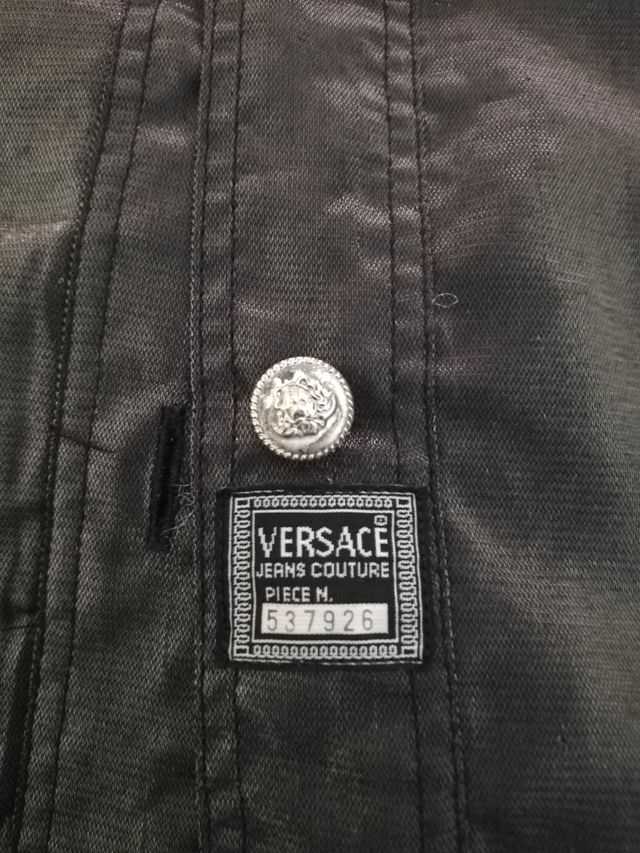 VERSACE®
JEANS COUTURE
PIECE N.
537926